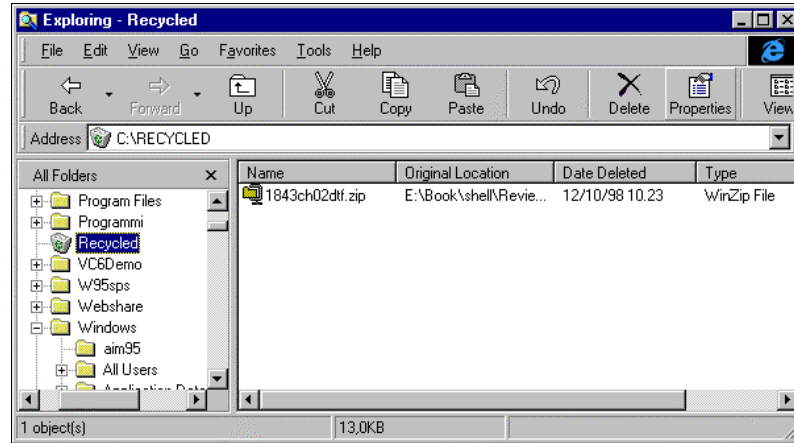 Exploring - Recycled
File Edit View Go Favorites Tools Help
Back Forward Up Cut Copy Paste Undo Delete Properties View
Address C:\RECYCLED
All Folders x Name Original Location Date Deleted Type
Program Files 1843ch02dtf.zip E:\Book\shell\Revie... 12/10/98 10.23 WinZip File
Programmi
Recycled
VC6Demo
W95sps
Webshare
Windows
aim95
All Users
1 object(s) 13,0KB